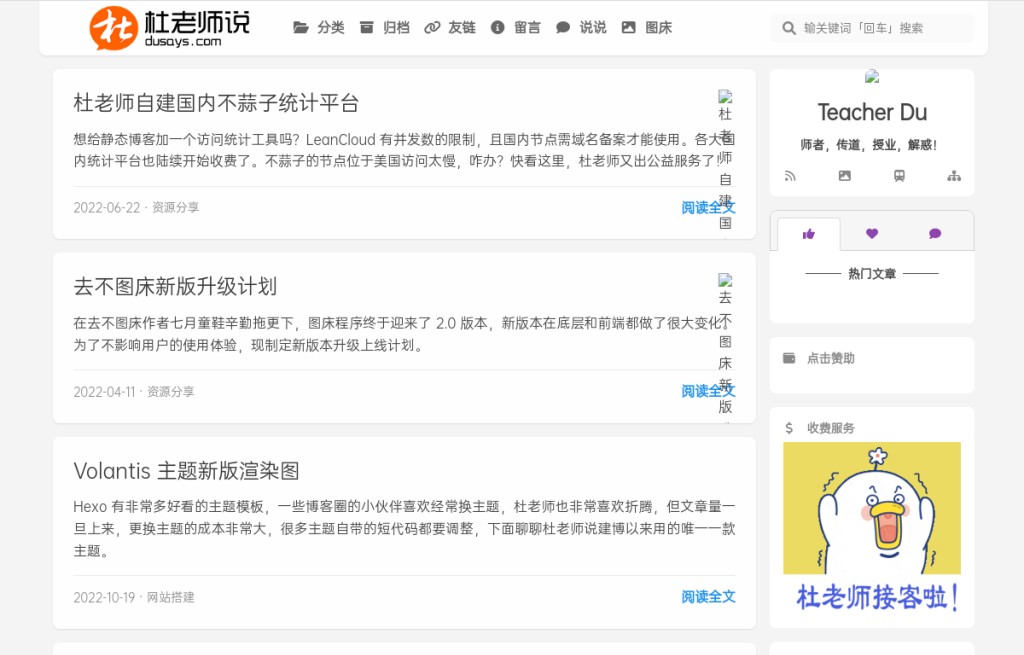 杜老师说
dusays.com
分类 归档 友链 留言 说说 图床
输关键词「回车」搜索
杜老师自建国内不蒜子统计平台
想给静态博客加一个访问统计工具吗？LeanCloud 有并发数的限制，且国内节点需域名备案才能使用。各大国
内统计平台也陆续开始收费了。不蒜子的节点位于美国访问太慢，咋办？快看这里，杜老师又出公益服务了！
杜
老
师
自
建
国
2022-06-22 · 资源分享
阅读全文
去不图床新版升级计划
在去不图床作者七月童鞋辛勤拖更下，图床程序终于迎来了 2.0 版本，新版本在底层和前端都做了很大变化。
为了不影响用户的使用体验，现制定新版本升级上线计划。
去
不
图
床
新
版
2022-04-11 · 资源分享
阅读全文
Volantis 主题新版渲染图
Hexo 有非常多好看的主题模板，一些博客圈的小伙伴喜欢经常换主题，杜老师也非常喜欢折腾，但文章量一
旦上来，更换主题的成本非常大，很多主题自带的短代码都要调整，下面聊聊杜老师说建博以来用的唯一一款
主题。
2022-10-19 · 网站搭建
阅读全文
Teacher Du
师者，传道，授业，解惑！
热门文章
点击赞助
收费服务
杜老师接客啦！